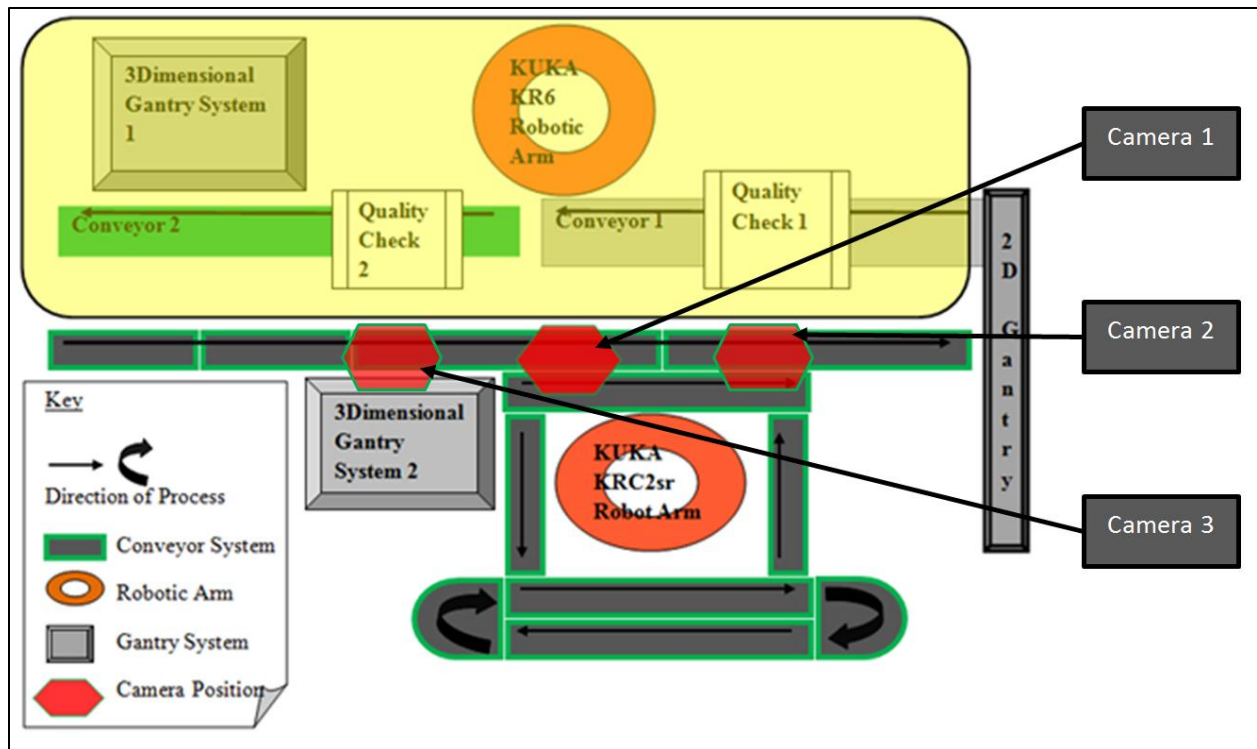 3Dimensional
Gantry System
1
KUKA
KR6
Robotic
Arm
Camera 1
Conveyor 2
Quality
Check
2
Conveyor 1
Quality
Check 1
2
D
G
a
n
t
r
y
Camera 2
Key
Direction of Process
Conveyor System
Robotic Arm
Gantry System
Camera Position
3Dimensional
Gantry
System 2
KUKA
KRC2sr
Robot Arm
Camera 3